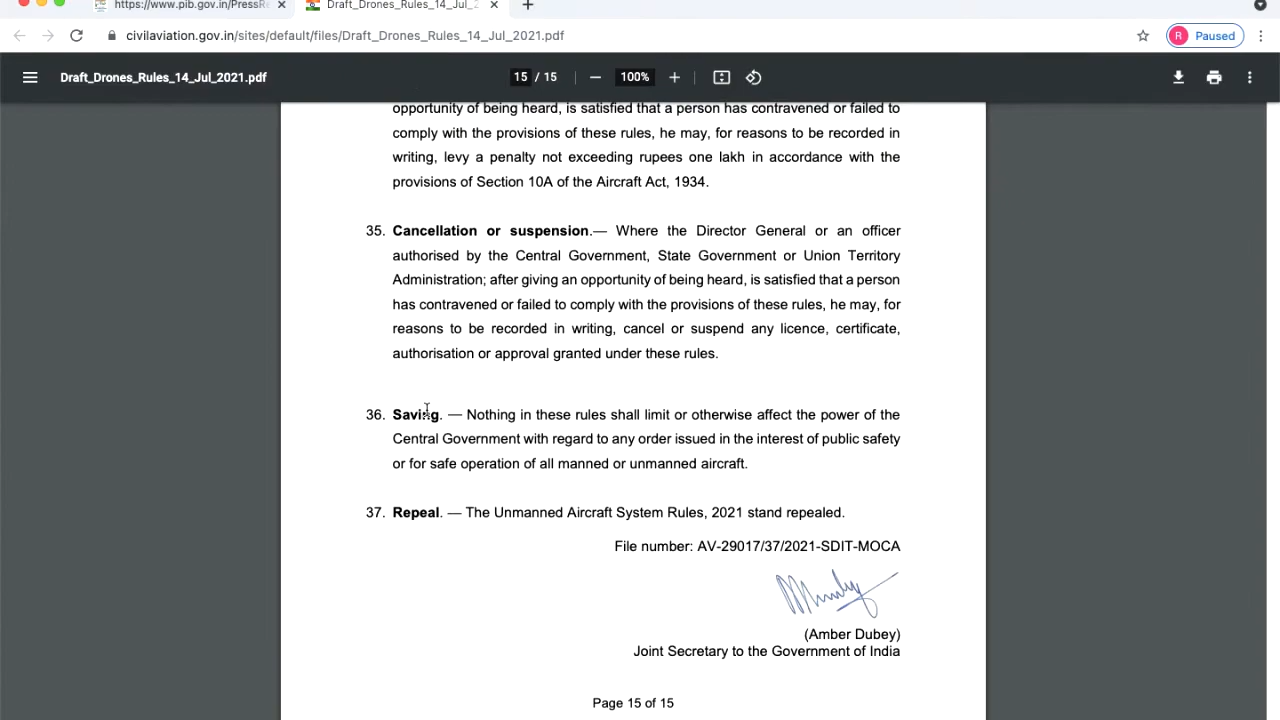 https://www.pib.gov.in/PressRe
Draft_Drones_Rules_14_Jul_2
civilaviation.gov.in/sites/default/files/Draft_Drones_Rules_14_Jul_2021.pdf
R Paused
Draft_Drones_Rules_14_Jul_2021.pdf
15 / 15
100%
opportunity of being heard, is satisfied that a person has contravened or failed to
comply with the provisions of these rules, he may, for reasons to be recorded in
writing, levy a penalty not exceeding rupees one lakh in accordance with the
provisions of Section 10A of the Aircraft Act, 1934.
35. Cancellation or suspension.— Where the Director General or an officer
authorised by the Central Government, State Government or Union Territory
Administration; after giving an opportunity of being heard, is satisfied that a person
has contravened or failed to comply with the provisions of these rules, he may, for
reasons to be recorded in writing, cancel or suspend any licence, certificate,
authorisation or approval granted under these rules.
36. Saving. — Nothing in these rules shall limit or otherwise affect the power of the
Central Government with regard to any order issued in the interest of public safety
or for safe operation of all manned or unmanned aircraft.
37. Repeal. — The Unmanned Aircraft System Rules, 2021 stand repealed.
File number: AV-29017/37/2021-SDIT-MOCA
(Amber Dubey)
Joint Secretary to the Government of India
Page 15 of 15